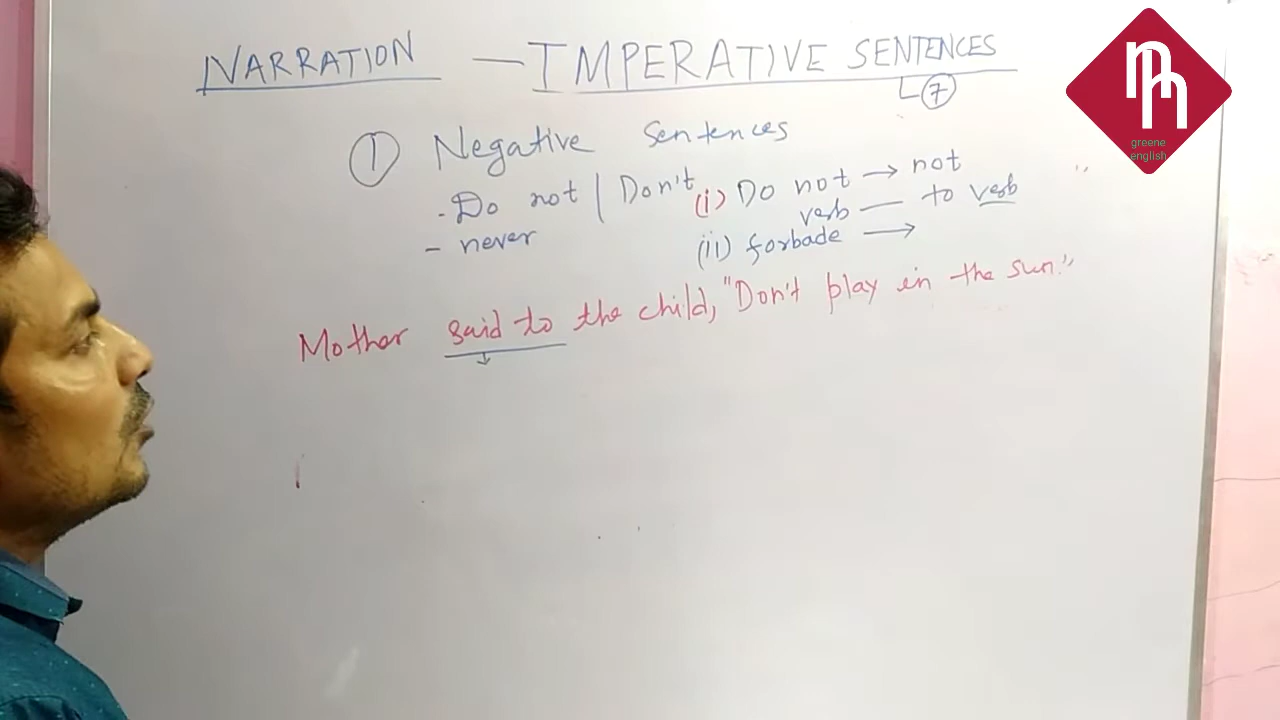 NARRATION — IMPERATIVE SENTENCES
L ⑦
① Negative Sentences
- Do not | Don't
- never
(i) Do not → not
verb — to verb
(ii) forbade →
Mother said to the child, "Don't play in the sun."
greene
english